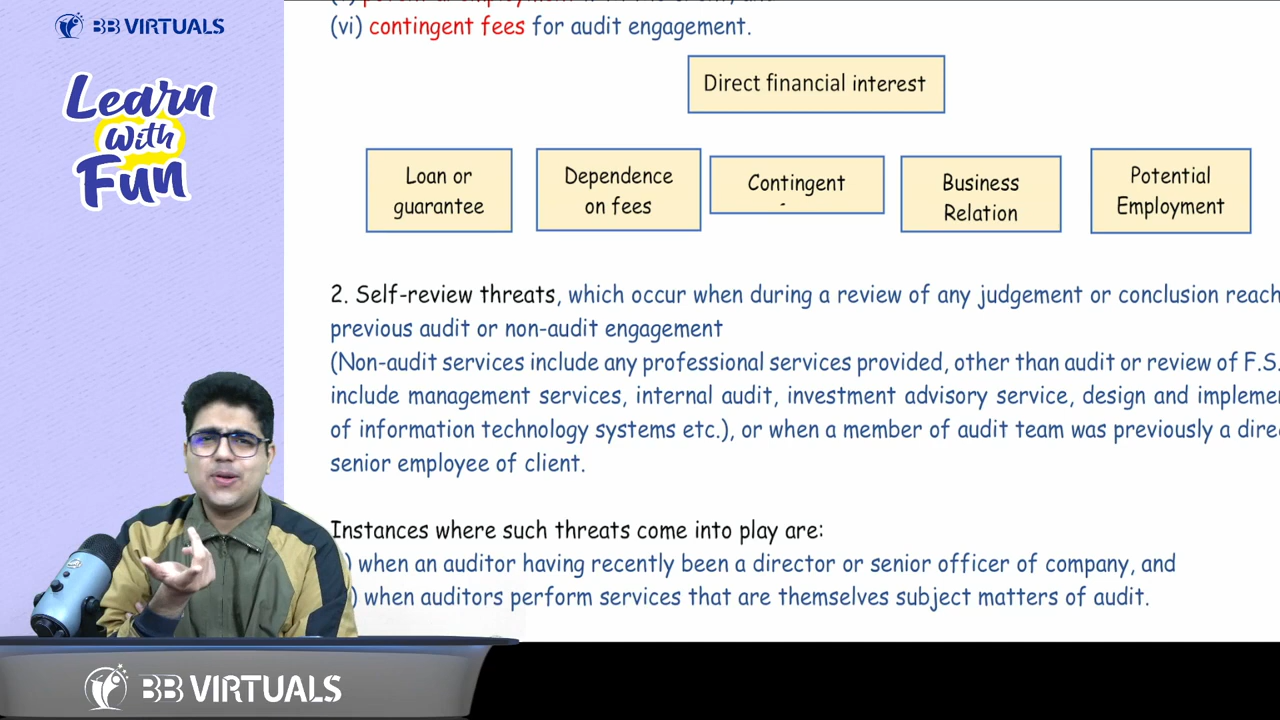 BB VIRTUALS
Learn
with
Fun
(vi) contingent fees for audit engagement.
Direct financial interest
Loan or
guarantee
Dependence
on fees
Contingent
Business
Relation
Potential
Employment
2. Self-review threats, which occur when during a review of any judgement or conclusion reach
previous audit or non-audit engagement
(Non-audit services include any professional services provided, other than audit or review of F.S.
include management services, internal audit, investment advisory service, design and implemen
of information technology systems etc.), or when a member of audit team was previously a dire
senior employee of client.
Instances where such threats come into play are:
) when an auditor having recently been a director or senior officer of company, and
) when auditors perform services that are themselves subject matters of audit.
BB VIRTUALS